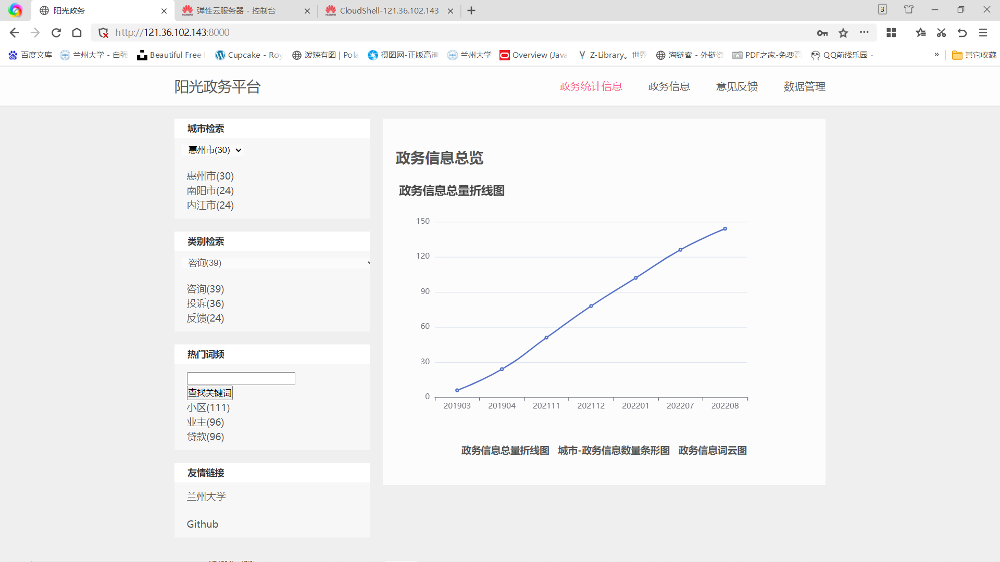 阳光政务
弹性云服务器 - 控制台
CloudShell-121.36.102.143
3
http://121.36.102.143:8000
百度文库
兰州大学 - 自强
Beautiful Free
Cupcake - Roy
泼辣有图 | Pola
摄图网-正版高清
兰州大学
Overview (Java
Z-Library。世界
淘链客 - 外链资
PDF之家-免费高
QQ前线乐园 -
»
其它收藏
阳光政务平台
政务统计信息
政务信息
意见反馈
数据管理
城市检索
惠州市(30)
惠州市(30)
南阳市(24)
内江市(24)
类别检索
咨询(39)
咨询(39)
投诉(36)
反馈(24)
热门词频
查找关键词
小区(111)
业主(96)
贷款(96)
友情链接
兰州大学
Github
政务信息总览
政务信息总量折线图
150
120
90
60
30
0
201903 201904 202111 202112 202201 202207 202208
政务信息总量折线图 城市-政务信息数量条形图 政务信息词云图